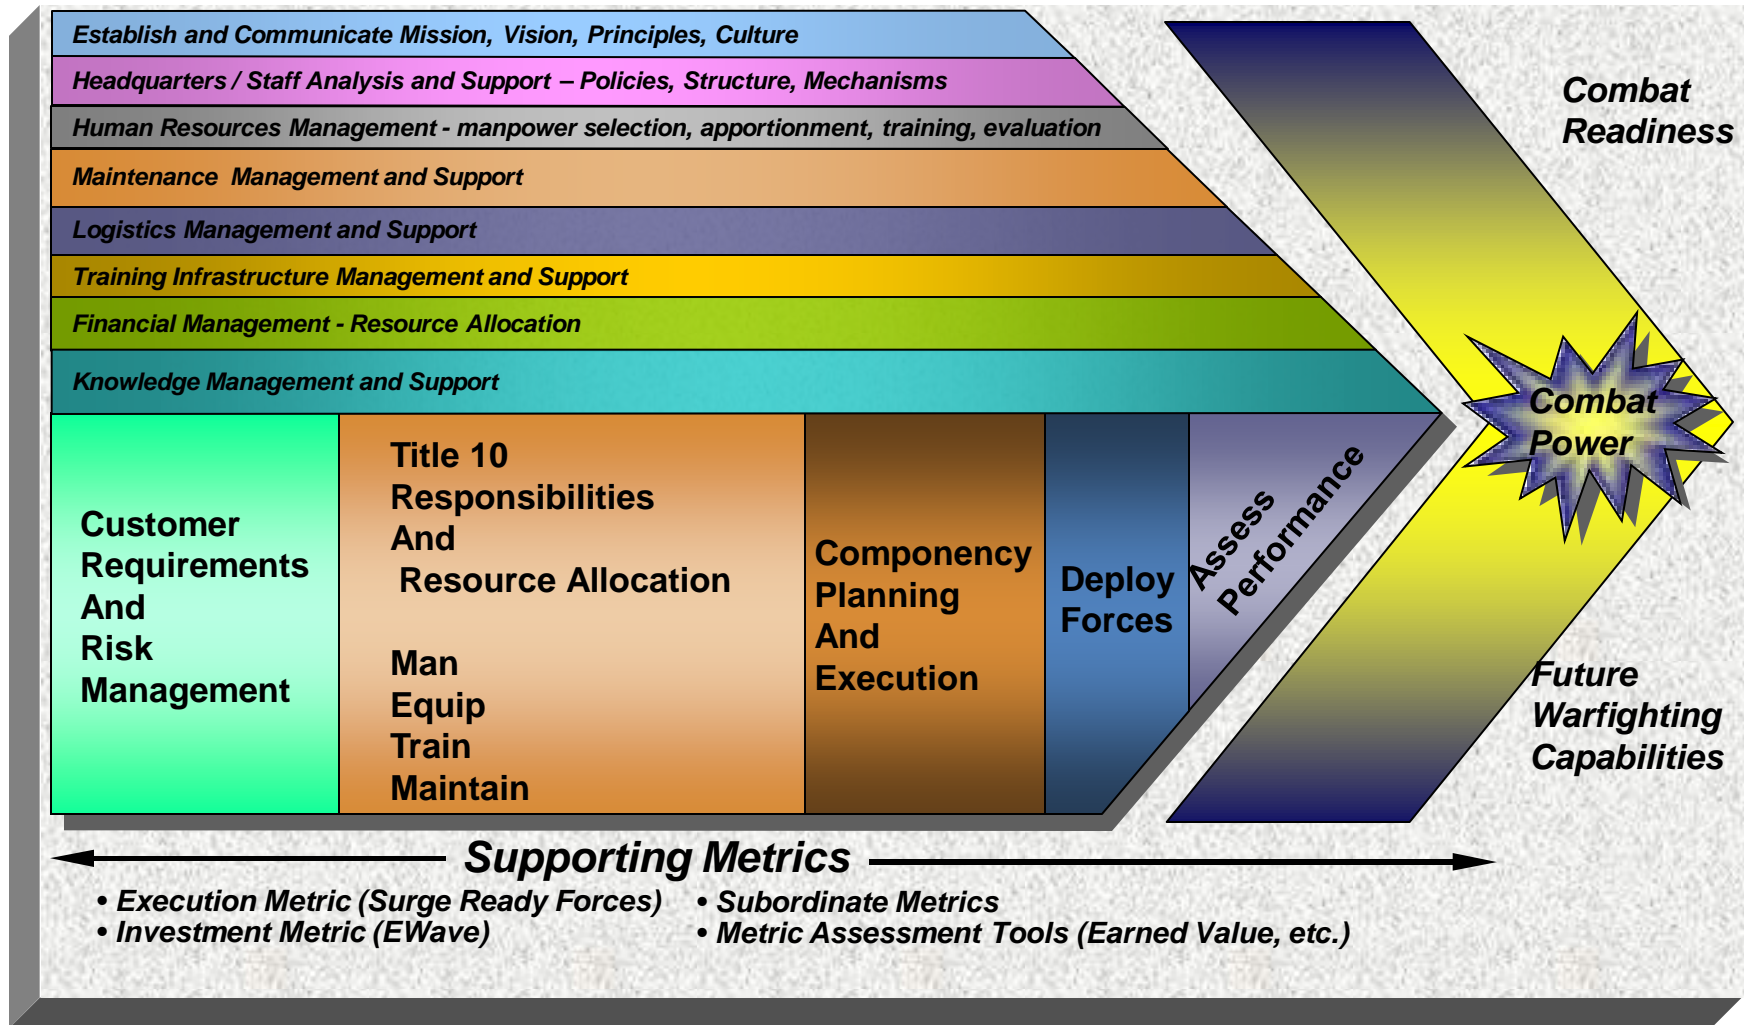 Establish and Communicate Mission, Vision, Principles, Culture
Headquarters / Staff Analysis and Support – Policies, Structure, Mechanisms
Human Resources Management - manpower selection, apportionment, training, evaluation
Maintenance Management and Support
Logistics Management and Support
Training Infrastructure Management and Support
Financial Management - Resource Allocation
Knowledge Management and Support
Customer
Requirements
And
Risk
Management
Title 10
Responsibilities
And
Resource Allocation
Man
Equip
Train
Maintain
Componency
Planning
And
Execution
Deploy
Forces
Assess
Performance
Combat
Readiness
Combat
Power
Future
Warfighting
Capabilities
Supporting Metrics
• Execution Metric (Surge Ready Forces)
• Investment Metric (EWave)
• Subordinate Metrics
• Metric Assessment Tools (Earned Value, etc.)